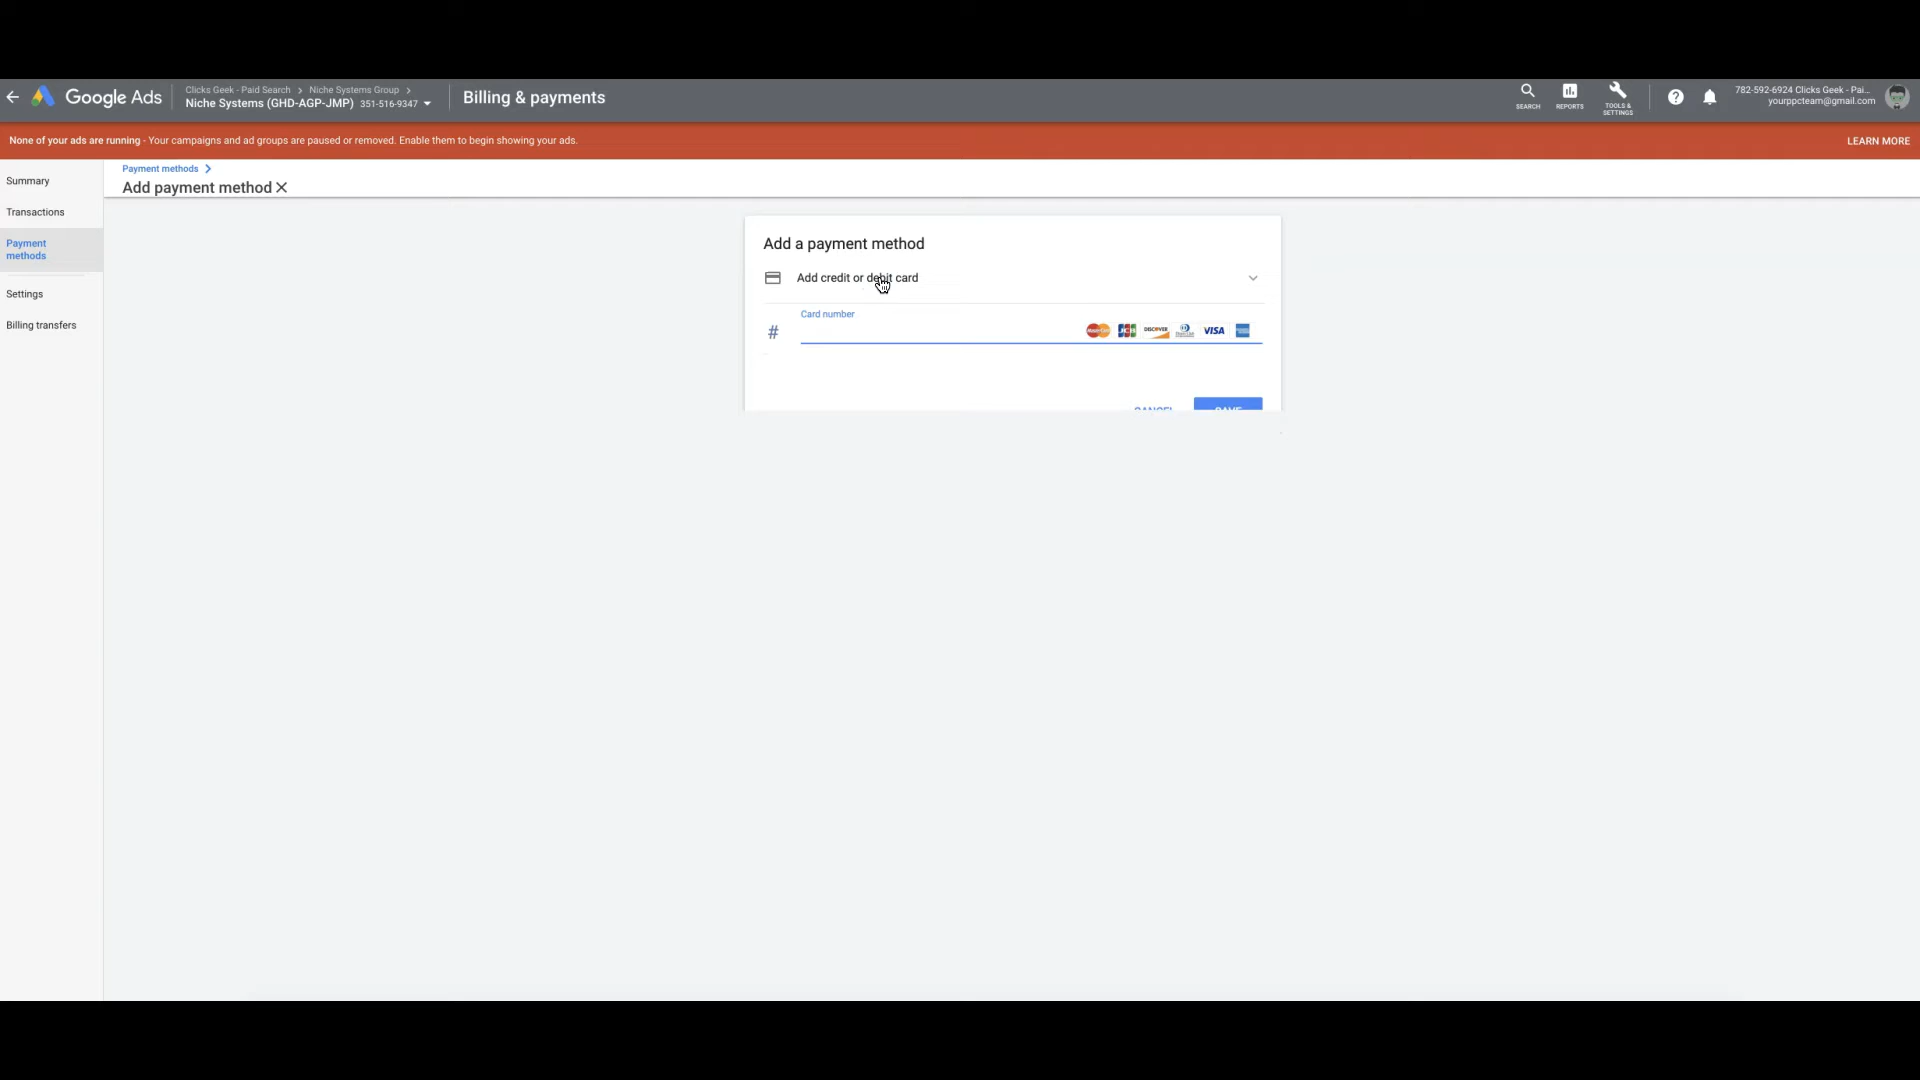 Google Ads
Clicks Geek - Paid Search > Niche Systems Group >
Niche Systems (GHD-AGP-JMP) 351-516-9347
Billing & payments
SEARCH
REPORTS
TOOLS & SETTINGS
782-592-6924 Clicks Geek - Pai...
yourppcteam@gmail.com
None of your ads are running - Your campaigns and ad groups are paused or removed. Enable them to begin showing your ads.
LEARN MORE
Summary
Transactions
Payment
methods
Settings
Billing transfers
Payment methods >
Add payment method
Add a payment method
Add credit or debit card
Card number
#
JCB
DISCOVER
VISA
CANCEL
SAVE